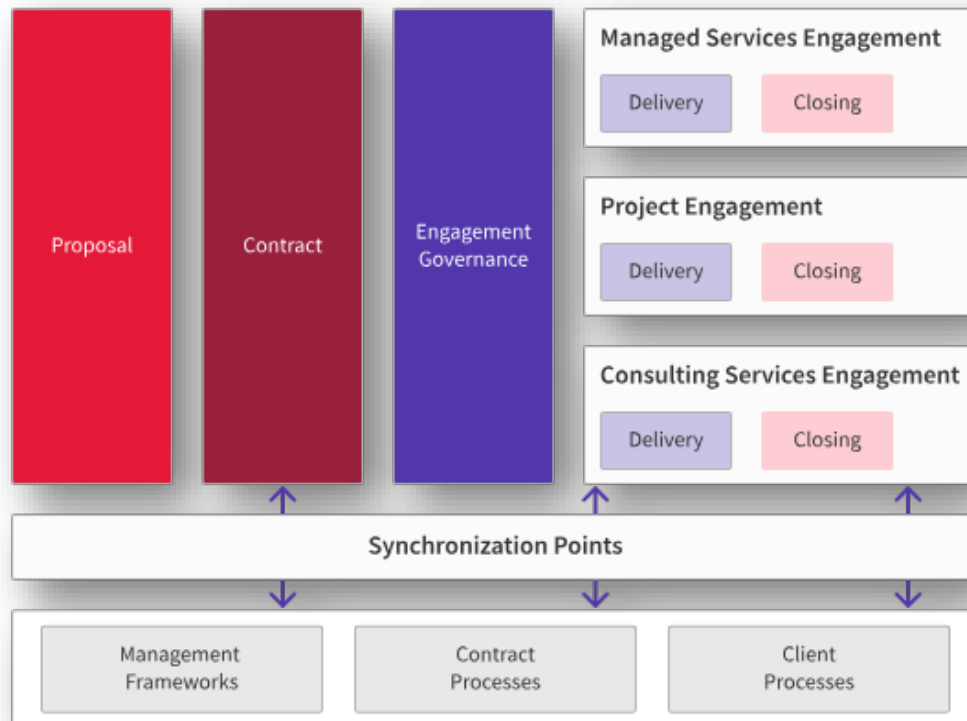 Proposal
Contract
Engagement
Governance
Managed Services Engagement
Delivery
Closing
Project Engagement
Delivery
Closing
Consulting Services Engagement
Delivery
Closing
Synchronization Points
Management
Frameworks
Contract
Processes
Client
Processes